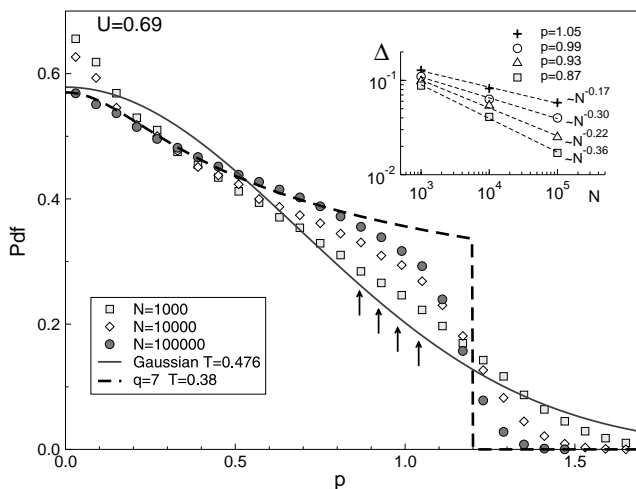 U=0.69
Pdf
0.6
0.4
0.2
0.0
0.0
0.5
1.0
1.5
p
N=1000
N=10000
N=100000
Gaussian T=0.476
q=7 T=0.38
Δ
p=1.05
p=0.99
p=0.93
p=0.87
10^-1
10^-2
~N^-0.17
~N^-0.30
~N^-0.22
~N^-0.36
10^3
10^4
10^5
N